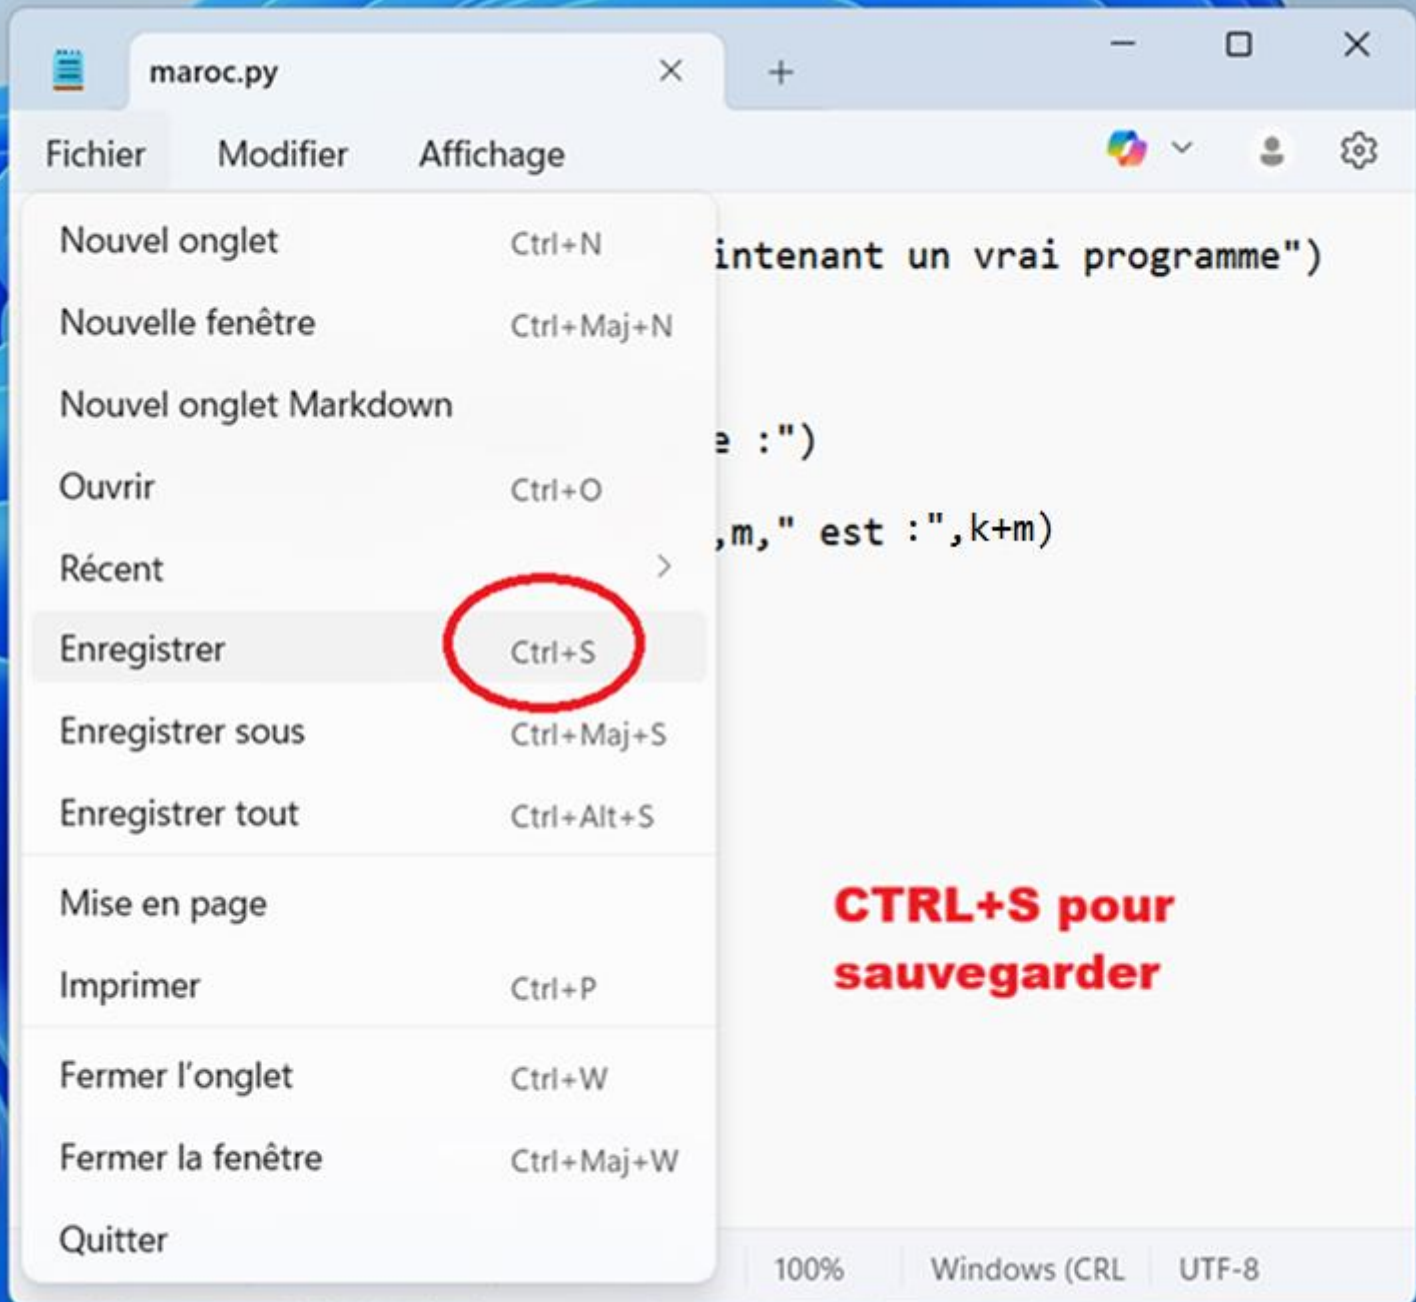 maroc.py
Fichier Modifier Affichage
Nouvel onglet Ctrl+N
intenant un vrai programme")
Nouvelle fenêtre Ctrl+Maj+N
Nouvel onglet Markdown
e :")
Ouvrir Ctrl+O
,m," est :",k+m)
Récent
Enregistrer Ctrl+S
Enregistrer sous Ctrl+Maj+S
Enregistrer tout Ctrl+Alt+S
Mise en page
CTRL+S pour
sauvegarder
Imprimer Ctrl+P
Fermer l'onglet Ctrl+W
Fermer la fenêtre Ctrl+Maj+W
Quitter
100% Windows (CRL UTF-8